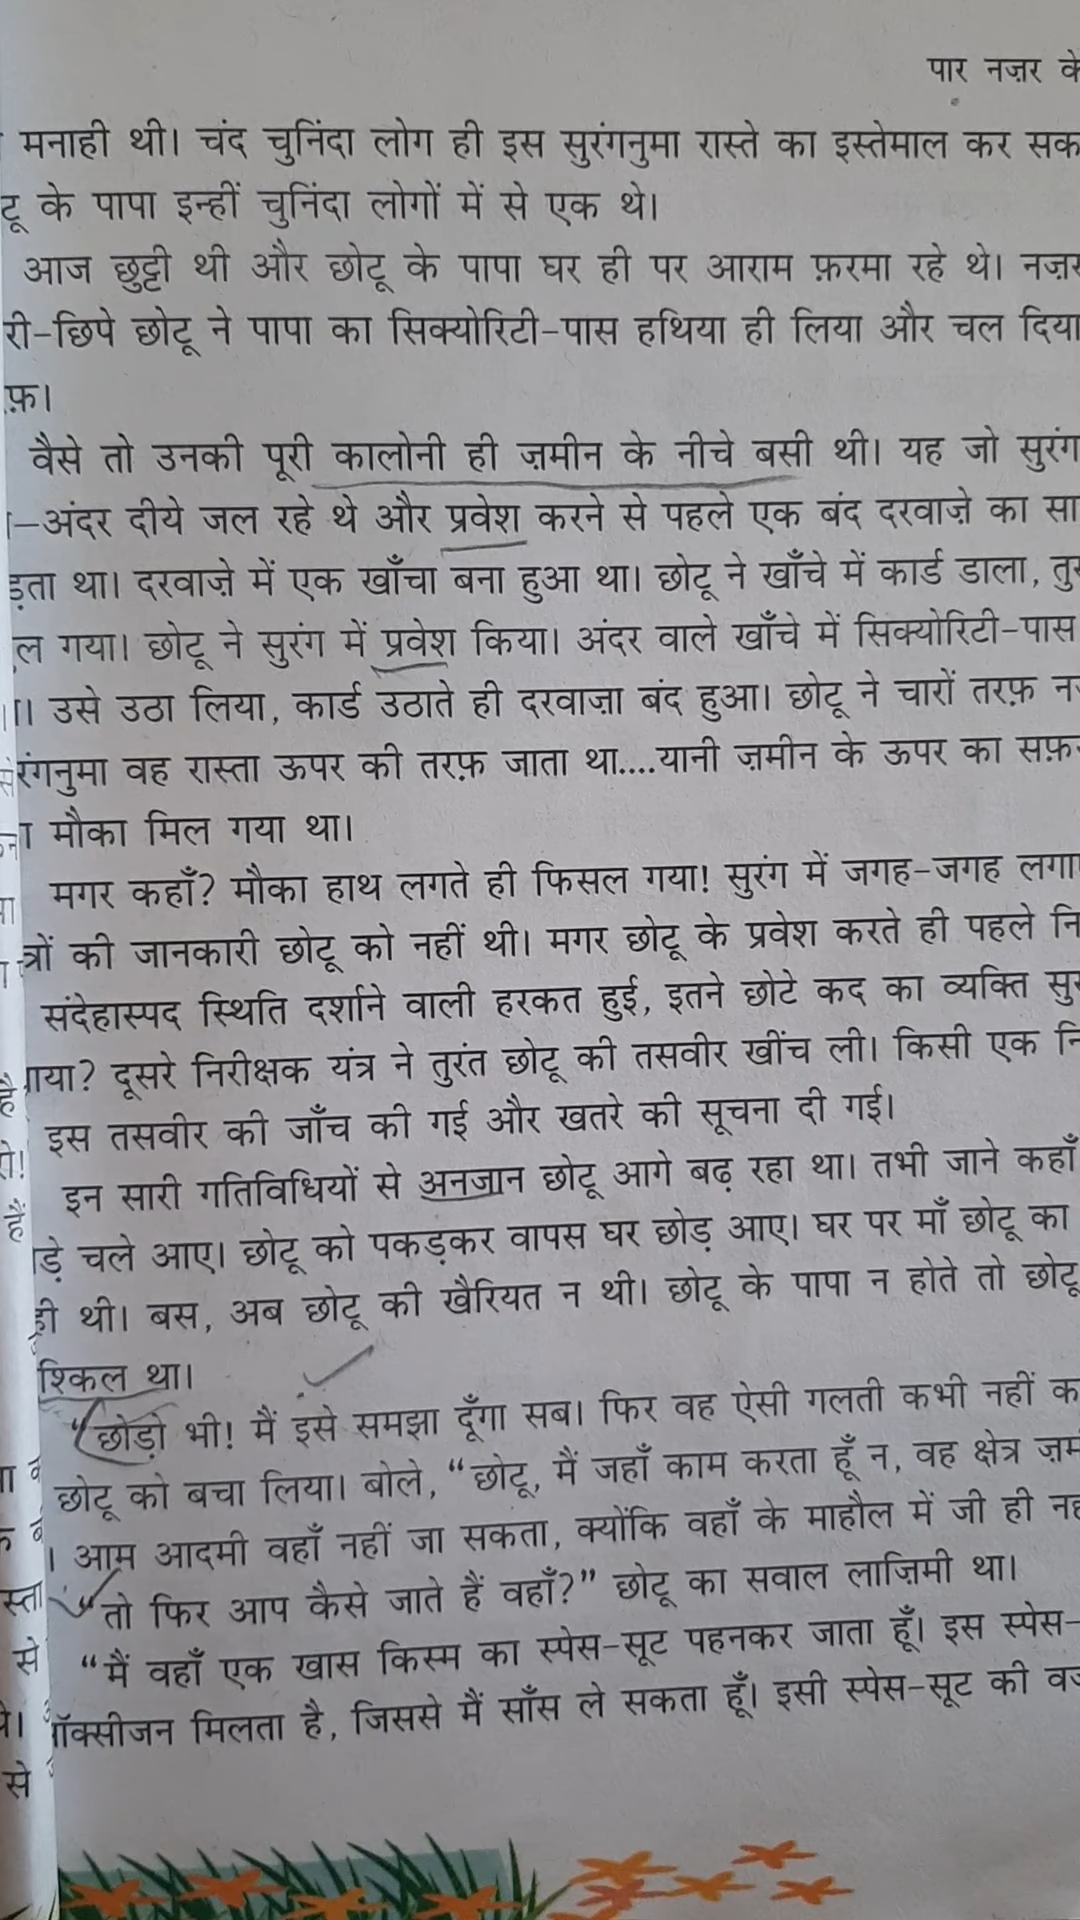 पार नज़र के
मनाही थी। चंद चुनिंदा लोग ही इस सुरंगनुमा रास्ते का इस्तेमाल कर सक
टू के पापा इन्हीं चुनिंदा लोगों में से एक थे।
आज छुट्टी थी और छोटू के पापा घर ही पर आराम फ़रमा रहे थे। नज़र
री-छिपे छोटू ने पापा का सिक्योरिटी-पास हथिया ही लिया और चल दिया
फ़।
वैसे तो उनकी पूरी कालोनी ही ज़मीन के नीचे बसी थी। यह जो सुरंग
-अंदर दीये जल रहे थे और प्रवेश करने से पहले एक बंद दरवाज़े का सा
ड़ता था। दरवाज़े में एक खाँचा बना हुआ था। छोटू ने खाँचे में कार्ड डाला, तु
ल गया। छोटू ने सुरंग में प्रवेश किया। अंदर वाले खाँचे में सिक्योरिटी-पास
। उसे उठा लिया, कार्ड उठाते ही दरवाज़ा बंद हुआ। छोटू ने चारों तरफ़ न
रंगनुमा वह रास्ता ऊपर की तरफ़ जाता था....यानी ज़मीन के ऊपर का सफ़
ा मौका मिल गया था।
मगर कहाँ? मौका हाथ लगते ही फिसल गया! सुरंग में जगह-जगह लगा
त्रों की जानकारी छोटू को नहीं थी। मगर छोटू के प्रवेश करते ही पहले नि
संदेहास्पद स्थिति दर्शाने वाली हरकत हुई, इतने छोटे कद का व्यक्ति सु
गया? दूसरे निरीक्षक यंत्र ने तुरंत छोटू की तसवीर खींच ली। किसी एक नि
इस तसवीर की जाँच की गई और खतरे की सूचना दी गई।
इन सारी गतिविधियों से अनजान छोटू आगे बढ़ रहा था। तभी जाने कहाँ
ड़े चले आए। छोटू को पकड़कर वापस घर छोड़ आए। घर पर माँ छोटू का
ही थी। बस, अब छोटू की खैरियत न थी। छोटू के पापा न होते तो छोटू
श्किल था।
"छोड़ो भी! मैं इसे समझा दूँगा सब। फिर वह ऐसी गलती कभी नहीं क
छोटू को बचा लिया। बोले, "छोटू, मैं जहाँ काम करता हूँ न, वह क्षेत्र ज़म
। आम आदमी वहाँ नहीं जा सकता, क्योंकि वहाँ के माहौल में जी ही नह
"तो फिर आप कैसे जाते हैं वहाँ?" छोटू का सवाल लाज़िमी था।
"मैं वहाँ एक खास किस्म का स्पेस-सूट पहनकर जाता हूँ। इस स्पेस-
ॉक्सीजन मिलता है, जिससे मैं साँस ले सकता हूँ। इसी स्पेस-सूट की वज